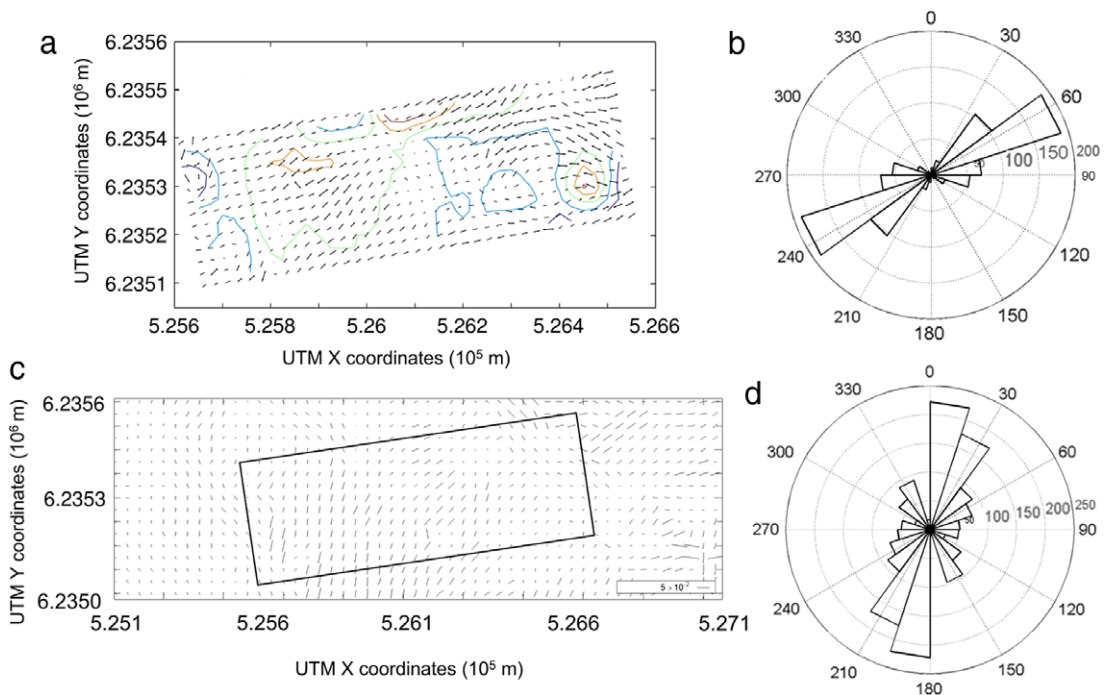 a
6.2356
6.2355
6.2354
6.2353
6.2352
6.2351
UTM Y coordinates (10⁶ m)
5.256 5.258 5.26 5.262 5.264 5.266
UTM X coordinates (10⁵ m)
b
0
330 30
300 60
270 50 100 150 200 90
240 120
210 150
180
c
6.2356
6.2353
6.2350
UTM Y coordinates (10⁶ m)
5 × 10⁻²
5.251 5.256 5.261 5.266 5.271
UTM X coordinates (10⁵ m)
d
0
330 30
300 60
270 50 100 150 200 250 90
240 120
210 150
180